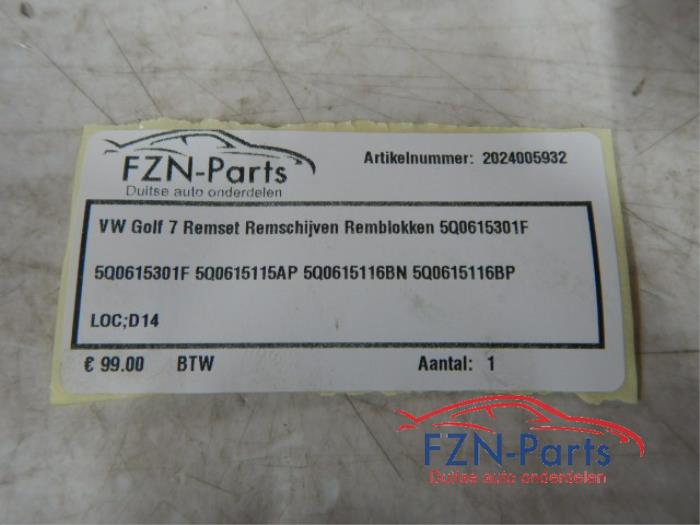 FZN-Parts
Duitse auto onderdelen
Artikelnummer: 2024005932
VW Golf 7 Remset Remschijven Remblokken 5Q0615301F
5Q0615301F 5Q0615115AP 5Q0615116BN 5Q0615116BP
LOC;D14
€ 99.00 BTW Aantal: 1
FZN-Parts
Duitse auto onderdelen